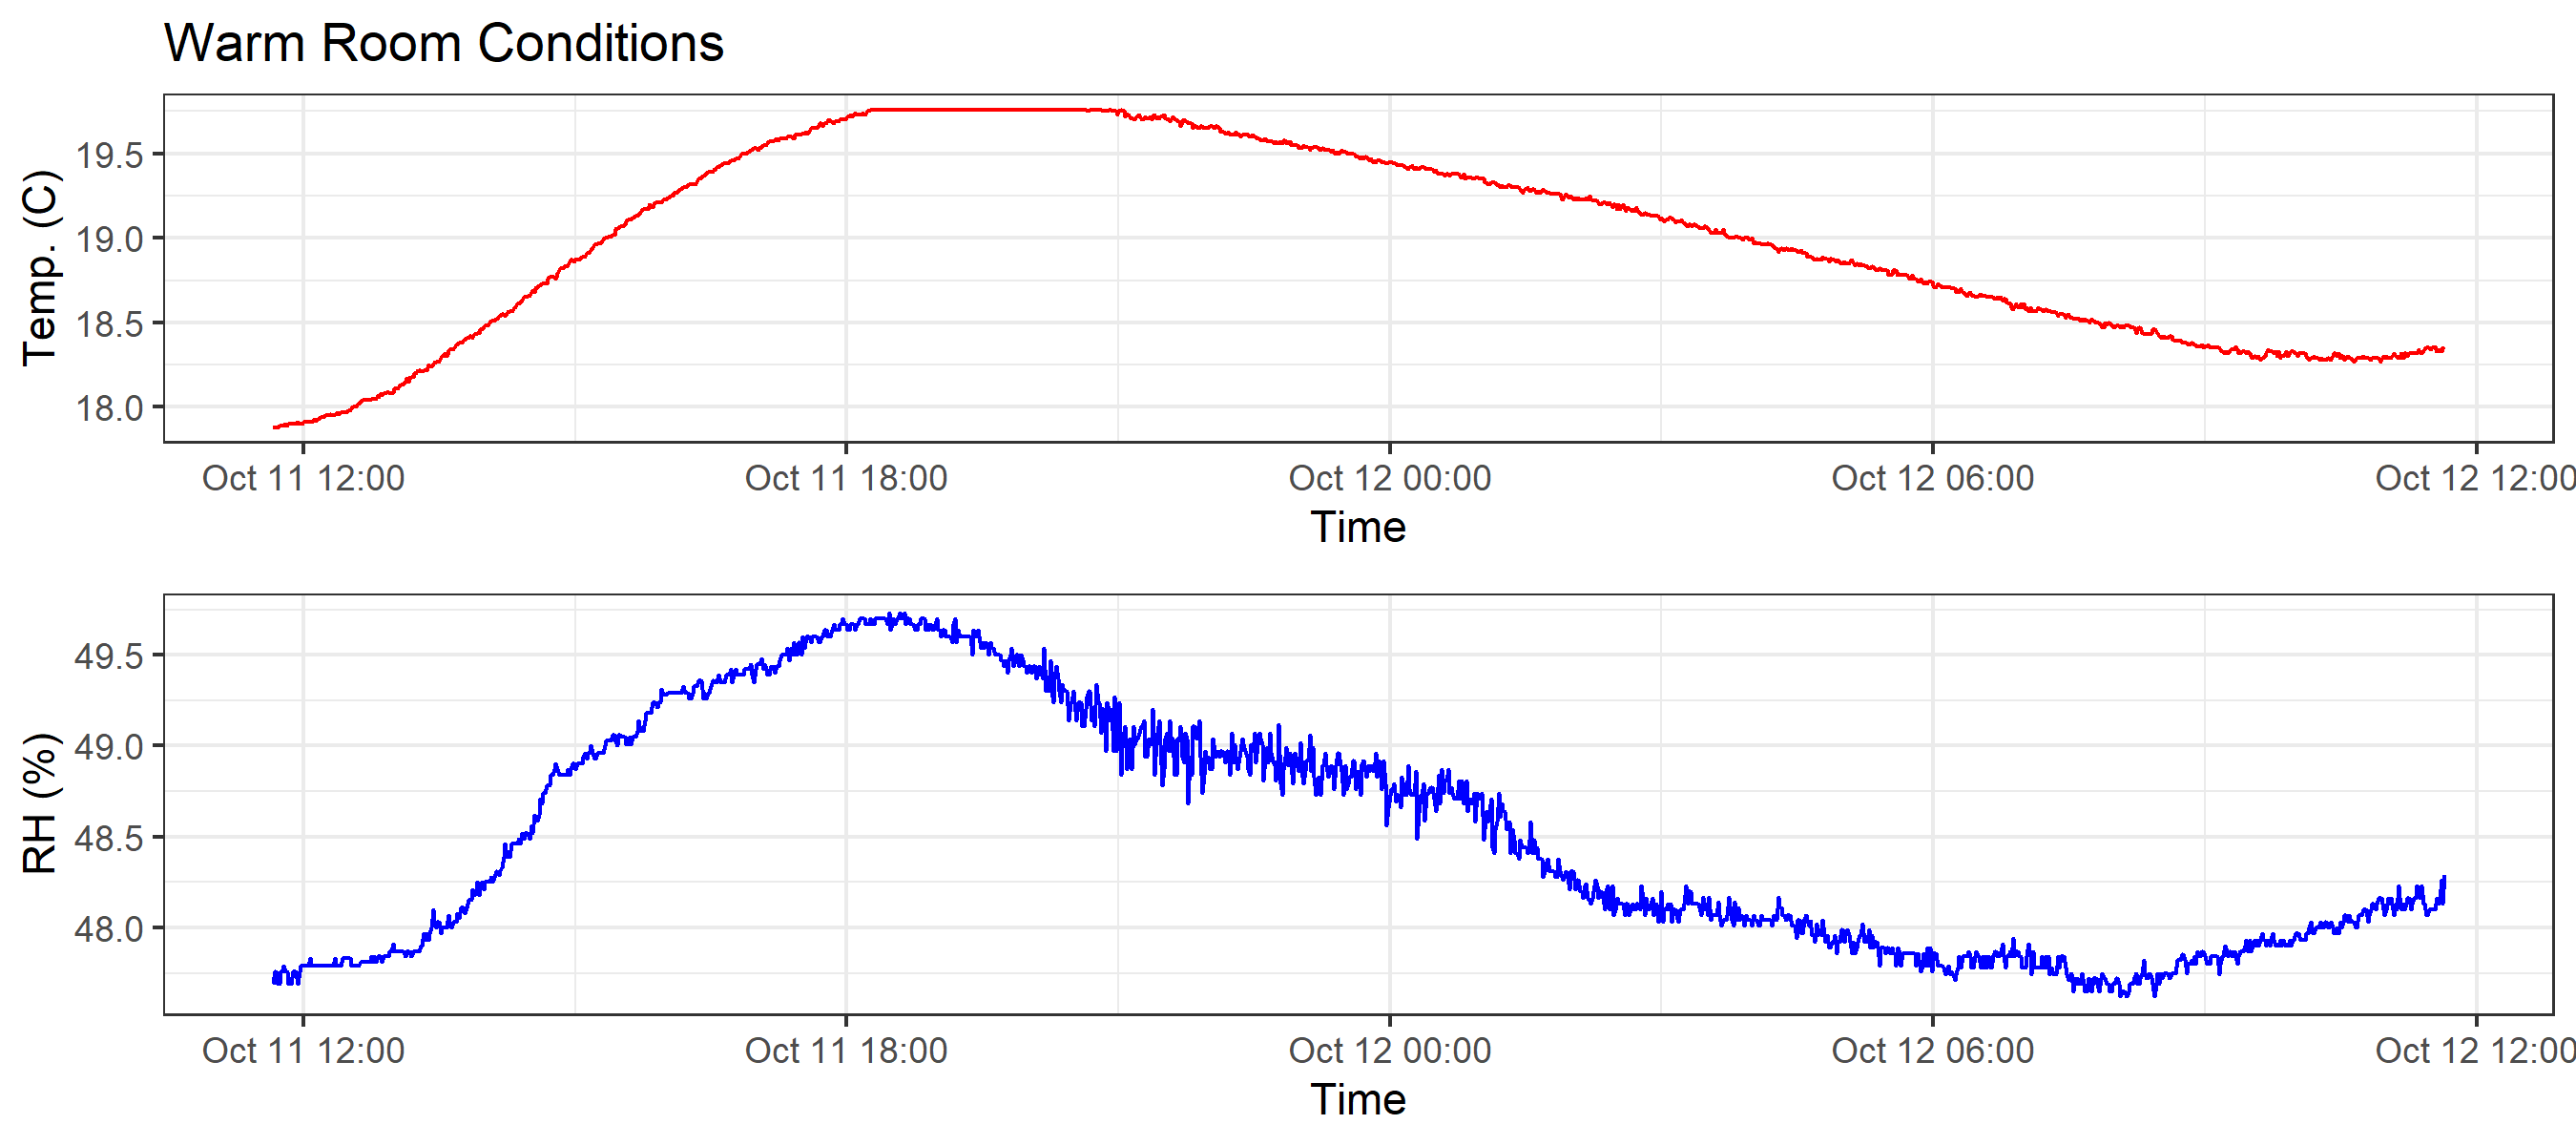 Warm Room Conditions
Temp. (C)
19.5
19.0
18.5
18.0
Oct 11 12:00 Oct 11 18:00 Oct 12 00:00 Oct 12 06:00 Oct 12 12:00
Time
RH (%)
49.5
49.0
48.5
48.0
Oct 11 12:00 Oct 11 18:00 Oct 12 00:00 Oct 12 06:00 Oct 12 12:00
Time